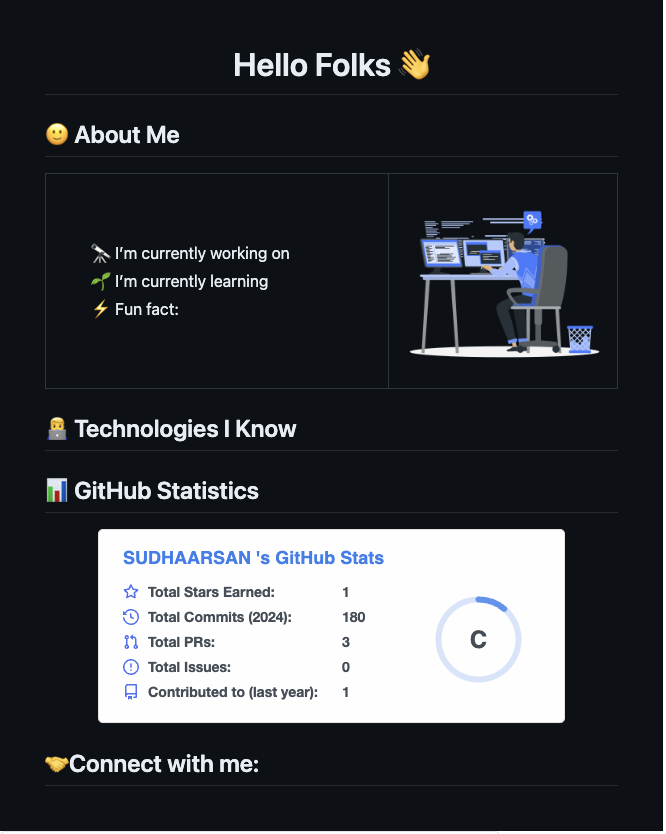 Hello Folks 👋
🙂 About Me
🔭 I’m currently working on
🌱 I’m currently learning
⚡ Fun fact:
👨‍💻 Technologies I Know
📊 GitHub Statistics
SUDHAARSAN 's GitHub Stats
Total Stars Earned: 1
Total Commits (2024): 180
Total PRs: 3
Total Issues: 0
Contributed to (last year): 1
C
🤝Connect with me: